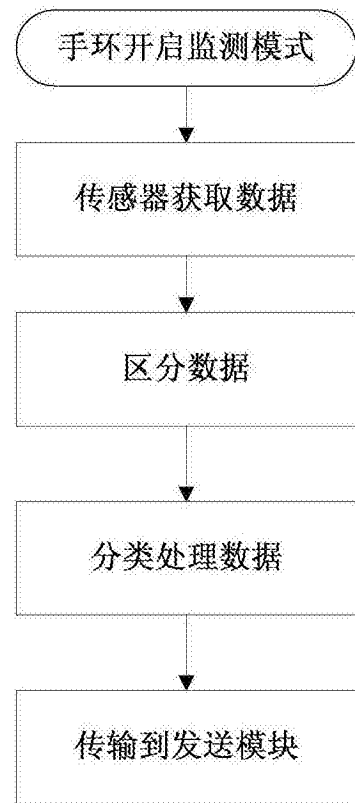 手环开启监测模式
传感器获取数据
区分数据
分类处理数据
传输到发送模块